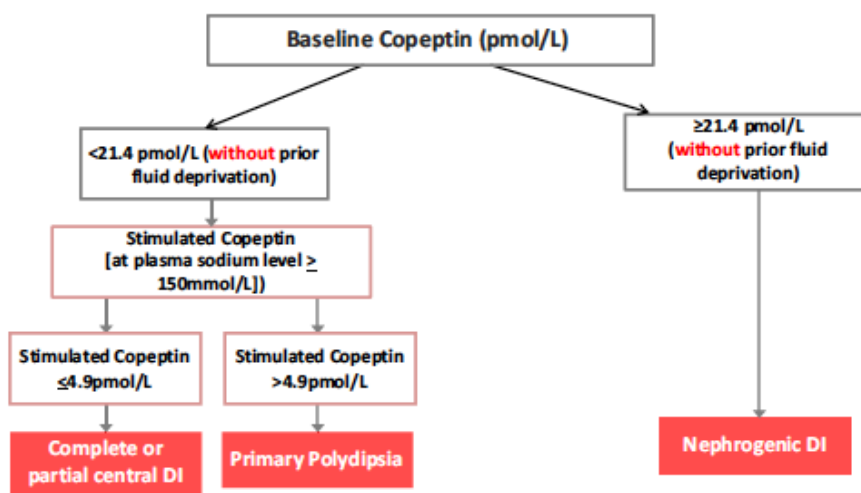 Baseline Copeptin (pmol/L)
<21.4 pmol/L (without prior
fluid deprivation)
≥21.4 pmol/L
(without prior fluid
deprivation)
Stimulated Copeptin
[at plasma sodium level ≥
150mmol/L])
Stimulated Copeptin
≤4.9pmol/L
Stimulated Copeptin
>4.9pmol/L
Complete or
partial central DI
Primary Polydipsia
Nephrogenic DI